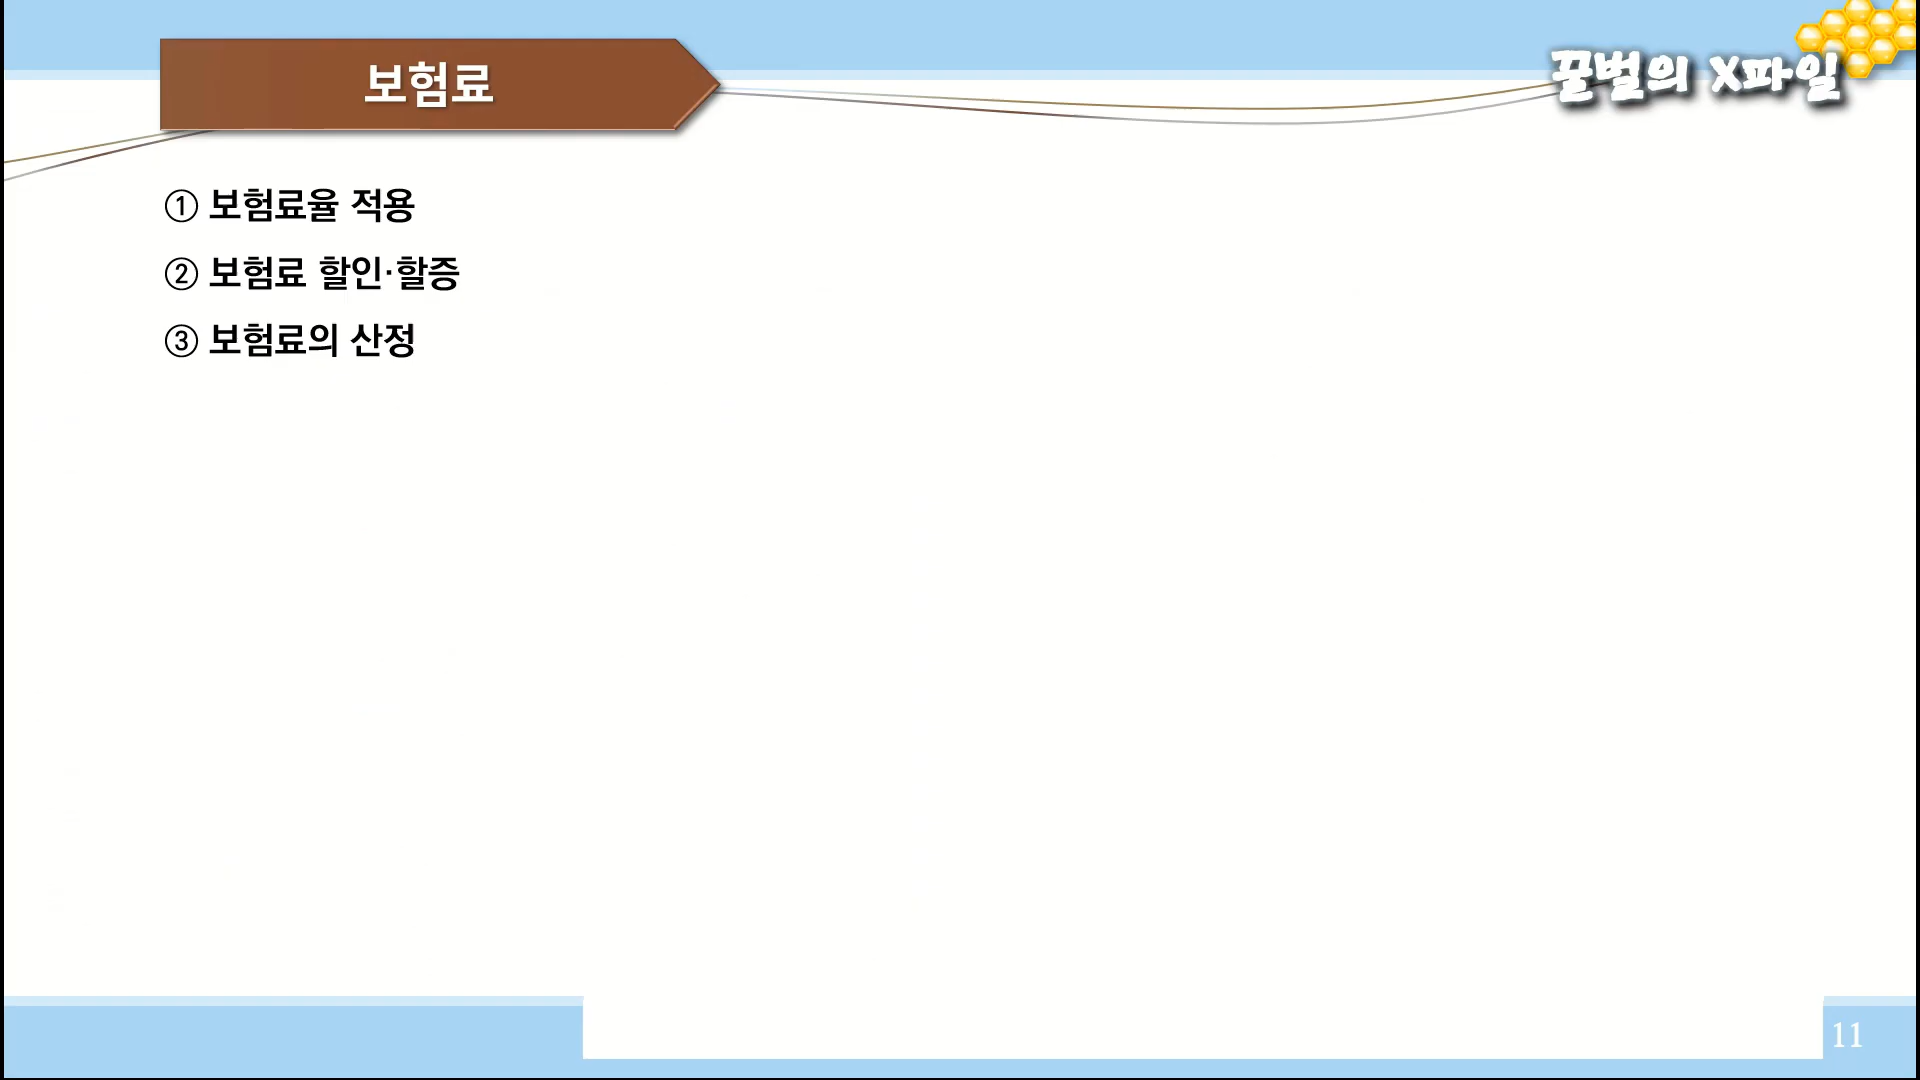 보험료
꿀벌의 X파일
① 보험료율 적용
② 보험료 할인·할증
③ 보험료의 산정
11